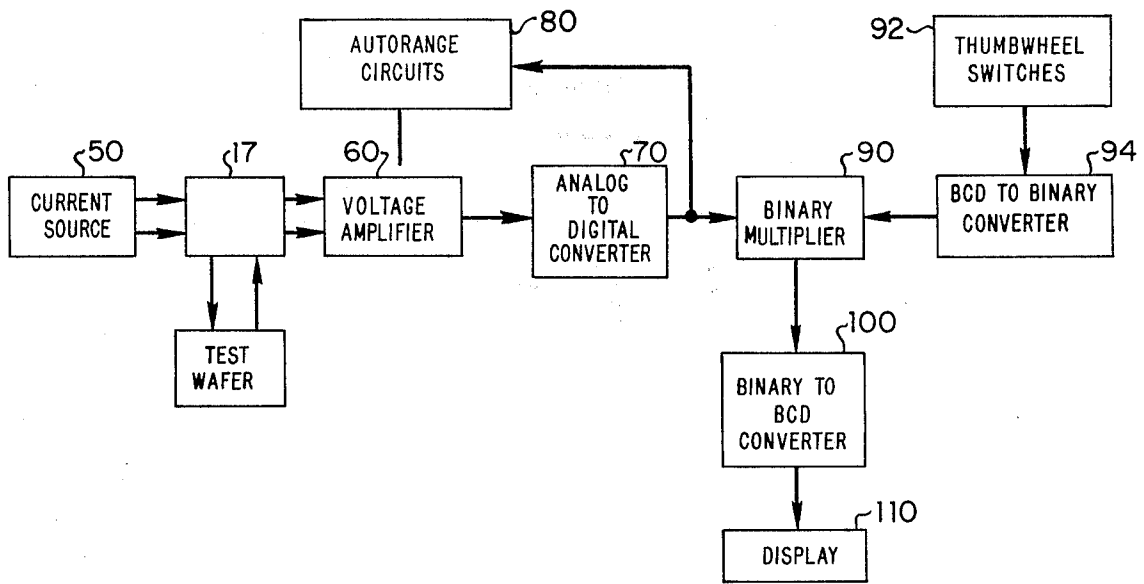 80
AUTORANGE
CIRCUITS
92
THUMBWHEEL
SWITCHES
50
CURRENT
SOURCE
17
60
VOLTAGE
AMPLIFIER
70
ANALOG
TO
DIGITAL
CONVERTER
90
BINARY
MULTIPLIER
94
BCD TO BINARY
CONVERTER
TEST
WAFER
100
BINARY TO
BCD
CONVERTER
110
DISPLAY